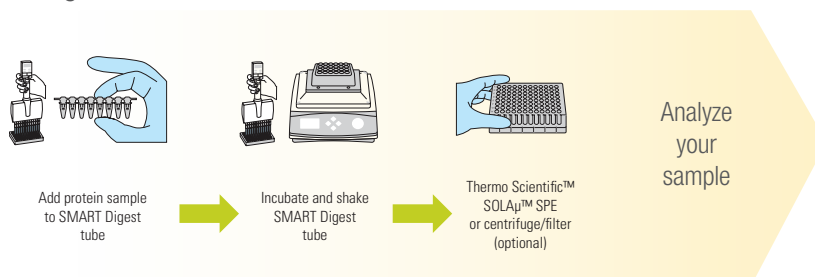 Add protein sample
to SMART Digest
tube
Incubate and shake
SMART Digest
tube
Thermo Scientific™
SOLAµ™ SPE
or centrifuge/filter
(optional)
Analyze
your
sample